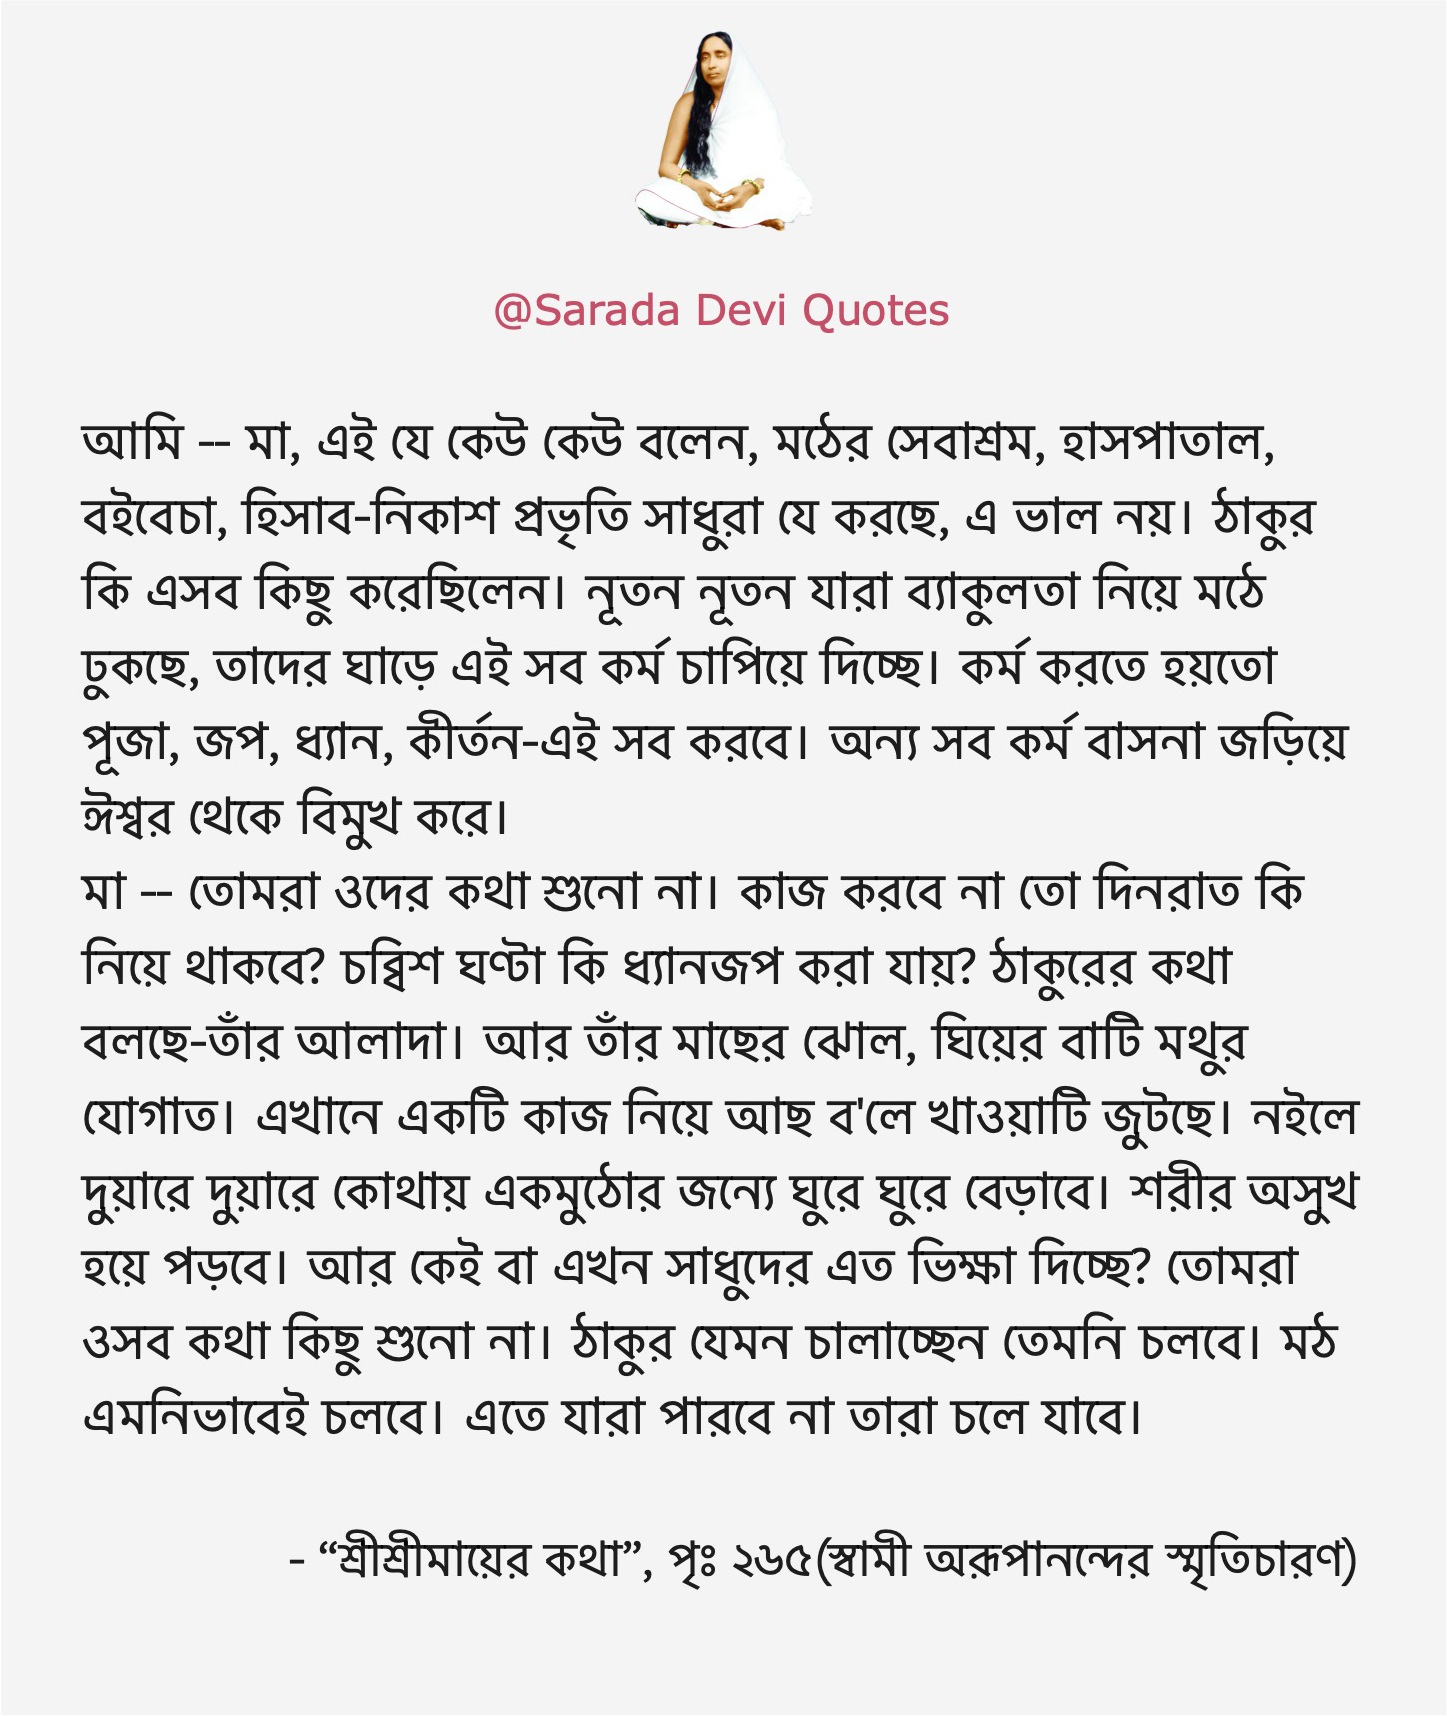 @Sarada Devi Quotes
আমি -- মা, এই যে কেউ কেউ বলেন, মঠের সেবাশ্রম, হাসপাতাল,
বইবেচা, হিসাব-নিকাশ প্রভৃতি সাধুরা যে করছে, এ ভাল নয়। ঠাকুর
কি এসব কিছু করেছিলেন। নূতন নূতন যারা ব্যাকুলতা নিয়ে মঠে
ঢুকছে, তাদের ঘাড়ে এই সব কর্ম চাপিয়ে দিচ্ছে। কর্ম করতে হয়তো
পূজা, জপ, ধ্যান, কীর্তন-এই সব করবে। অন্য সব কর্ম বাসনা জড়িয়ে
ঈশ্বর থেকে বিমুখ করে।
মা -- তোমরা ওদের কথা শুনো না। কাজ করবে না তো দিনরাত কি
নিয়ে থাকবে? চব্বিশ ঘণ্টা কি ধ্যানজপ করা যায়? ঠাকুরের কথা
বলছে-তাঁর আলাদা। আর তাঁর মাছের ঝোল, ঘিয়ের বাটি মথুর
যোগাত। এখানে একটি কাজ নিয়ে আছ ব'লে খাওয়াটি জুটছে। নইলে
দুয়ারে দুয়ারে কোথায় একমুঠোর জন্যে ঘুরে ঘুরে বেড়াবে। শরীর অসুখ
হয়ে পড়বে। আর কেই বা এখন সাধুদের এত ভিক্ষা দিচ্ছে? তোমরা
ওসব কথা কিছু শুনো না। ঠাকুর যেমন চালাচ্ছেন তেমনি চলবে। মঠ
এমনিভাবেই চলবে। এতে যারা পারবে না তারা চলে যাবে।
- “শ্রীশ্রীমায়ের কথা”, পৃঃ ২৬৫(স্বামী অরূপানন্দের স্মৃতিচারণ)